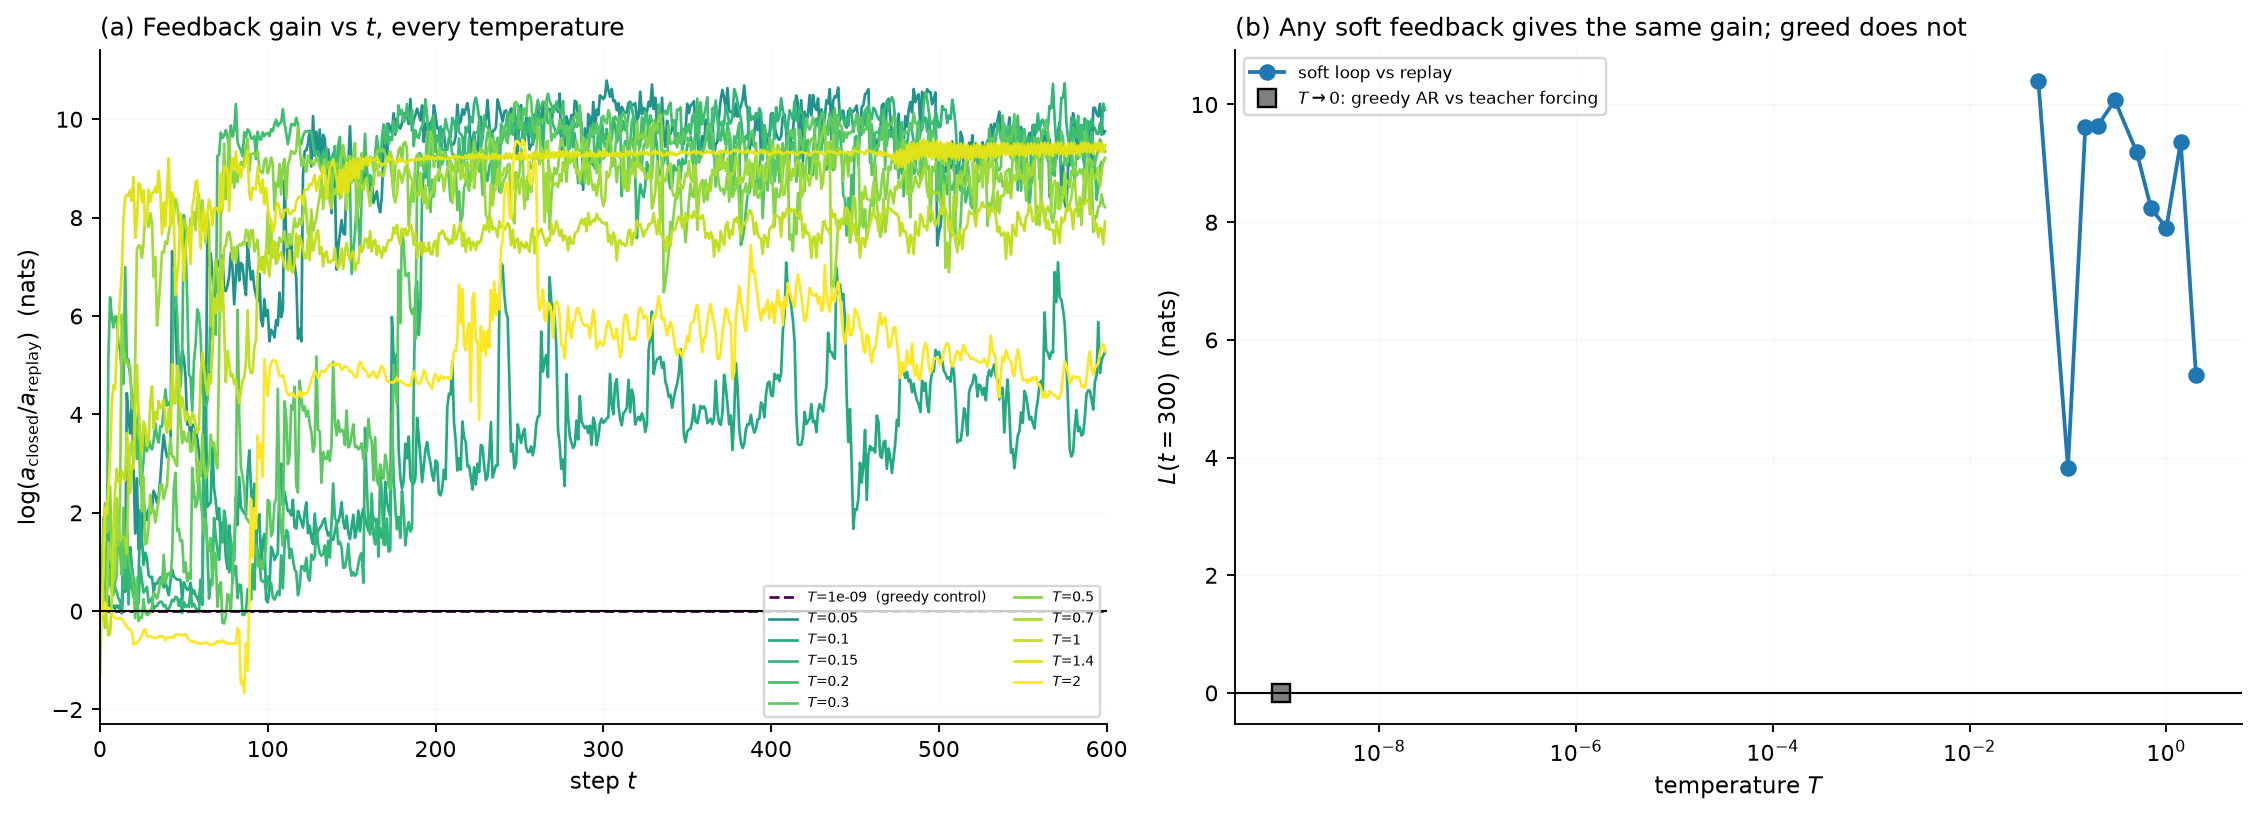 (a) Feedback gain vs t, every temperature
log(a_closed/a_replay) (nats)
10
8
6
4
2
0
−2
0 100 200 300 400 500 600
step t
T=1e-09 (greedy control)
T=0.05
T=0.1
T=0.15
T=0.2
T=0.3
T=0.5
T=0.7
T=1
T=1.4
T=2
(b) Any soft feedback gives the same gain; greed does not
soft loop vs replay
T→0: greedy AR vs teacher forcing
L(t = 300) (nats)
10
8
6
4
2
0
10⁻⁸ 10⁻⁶ 10⁻⁴ 10⁻² 10⁰
temperature T